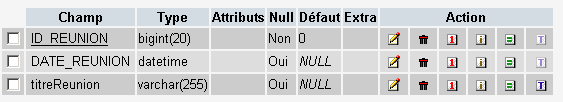 Champ Type Attributs Null Défaut Extra Action
ID_REUNION bigint(20) Non 0
DATE_REUNION datetime Oui NULL
titreReunion varchar(255) Oui NULL